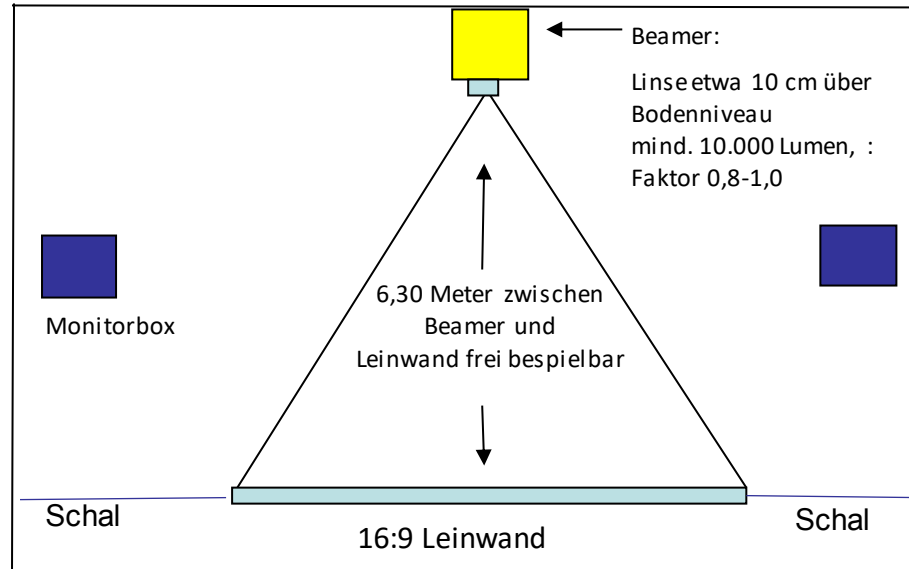 Beamer:
Linse etwa 10 cm über
Bodenniveau
mind. 10.000 Lumen, :
Faktor 0,8-1,0
6,30 Meter zwischen
Beamer und
Leinwand frei bespielbar
Monitorbox
Schal
Schal
16:9 Leinwand